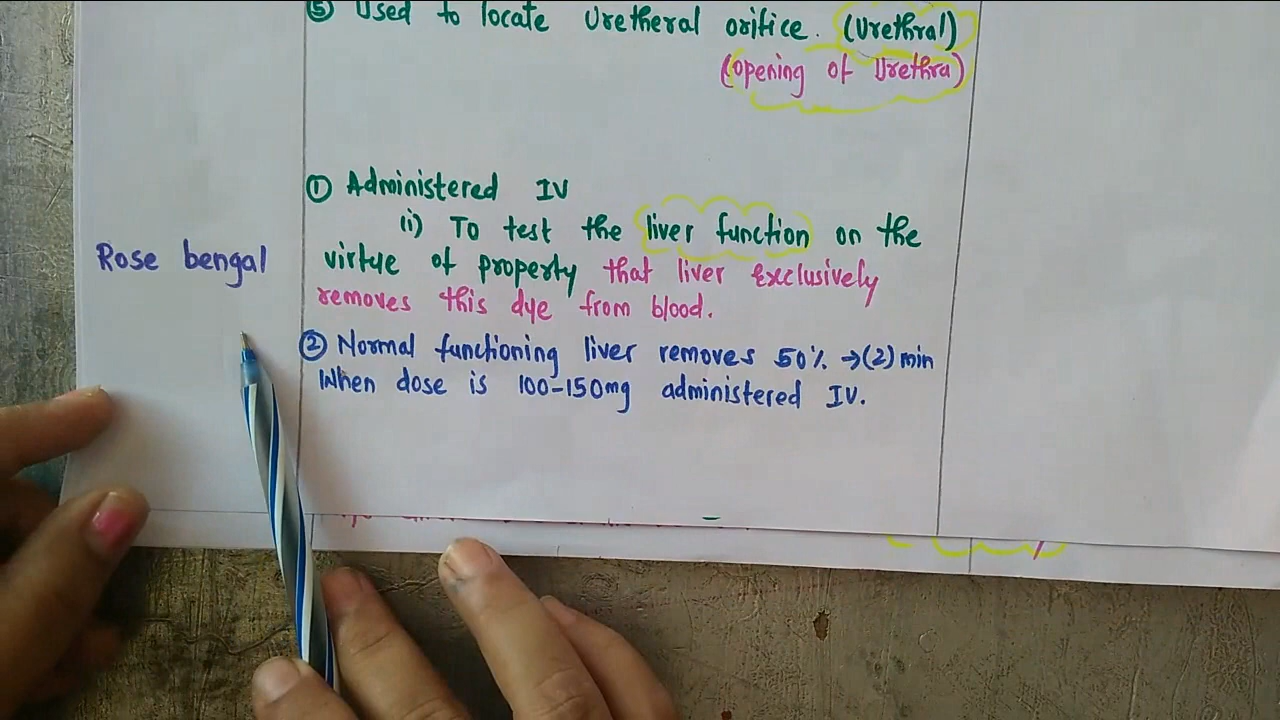 ⑤ Used to locate Uretheral orifice. (Urethral)
(opening of Urethra)
① Administered IV
(i) To test the liver function on the
Rose bengal
virtue of property that liver exclusively
removes this dye from blood.
② Normal functioning liver removes 50% →(2) min
When dose is 100-150mg administered IV.